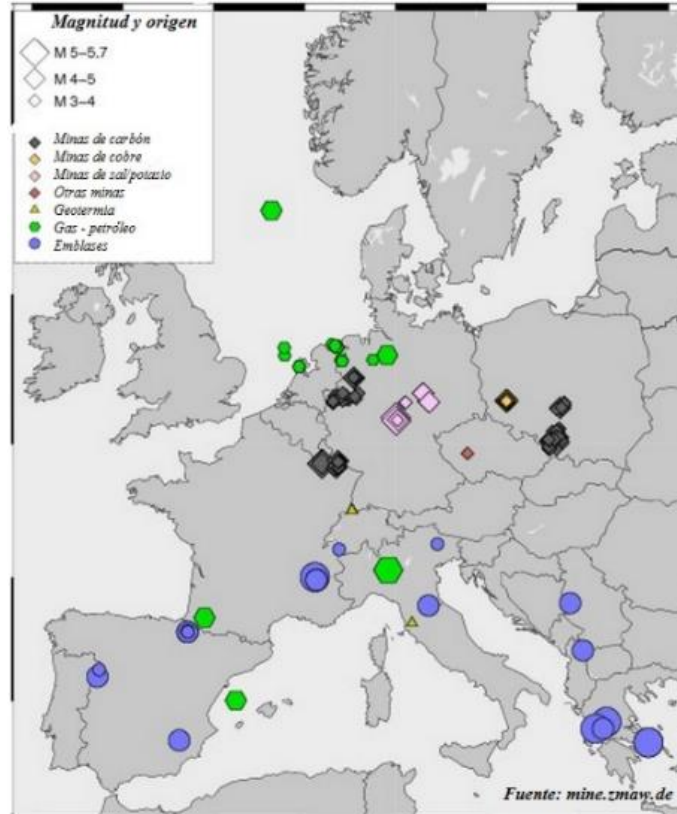 Magnitud y origen
M 5–5.7
M 4–5
M 3–4
Minas de carbón
Minas de cobre
Minas de sal/potasio
Otras minas
Geotermia
Gas - petróleo
Emblases
Fuente: mine.zmaw.de